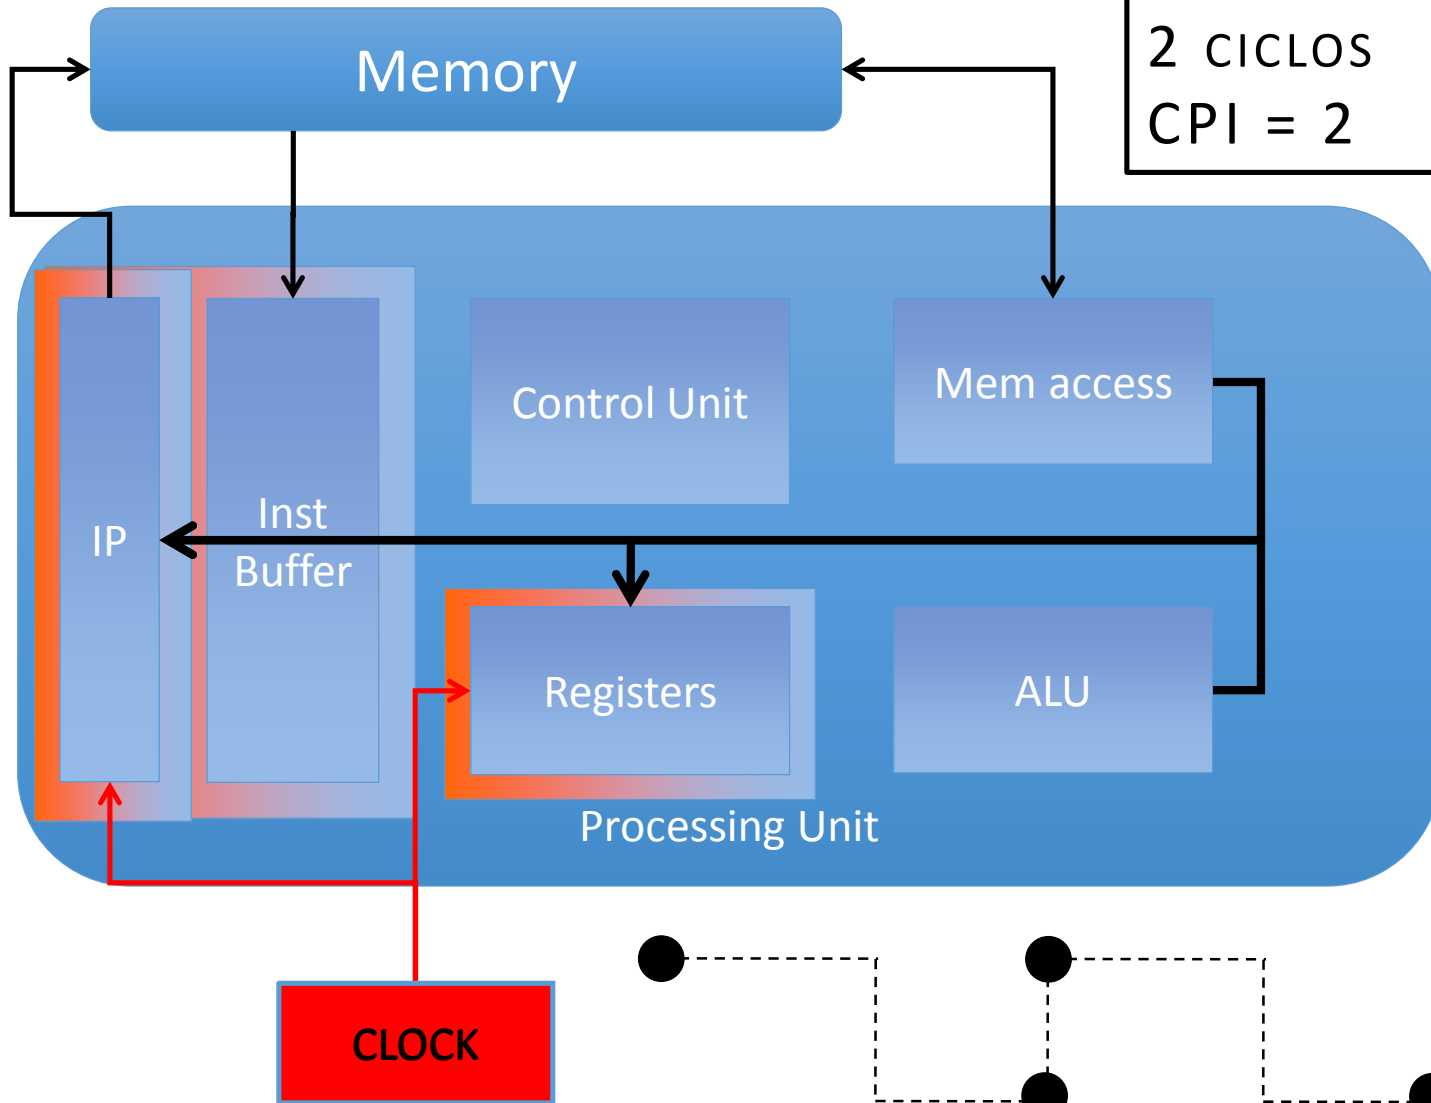 2 CICLOS
CPI = 2
Memory
Control Unit
Mem access
IP
Inst
Buffer
Registers
ALU
Processing Unit
CLOCK